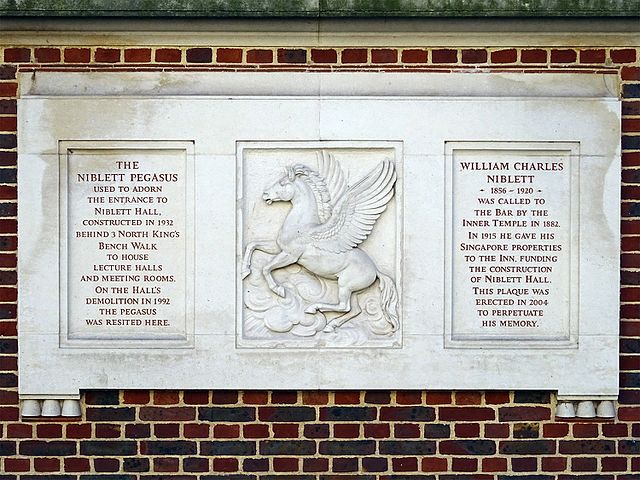 THE
NIBLETT PEGASUS
USED TO ADORN
THE ENTRANCE TO
NIBLETT HALL,
CONSTRUCTED IN 1932
BEHIND 3 NORTH KING'S
BENCH WALK
TO HOUSE
LECTURE HALLS
AND MEETING ROOMS.
ON THE HALL'S
DEMOLITION IN 1992
THE PEGASUS
WAS RESITED HERE.
WILLIAM CHARLES
NIBLETT
1856 – 1920
WAS CALLED TO
THE BAR BY THE
INNER TEMPLE IN 1882.
IN 1915 HE GAVE HIS
SINGAPORE PROPERTIES
TO THE INN, FUNDING
THE CONSTRUCTION
OF NIBLETT HALL.
THIS PLAQUE WAS
ERECTED IN 2004
TO PERPETUATE
HIS MEMORY.